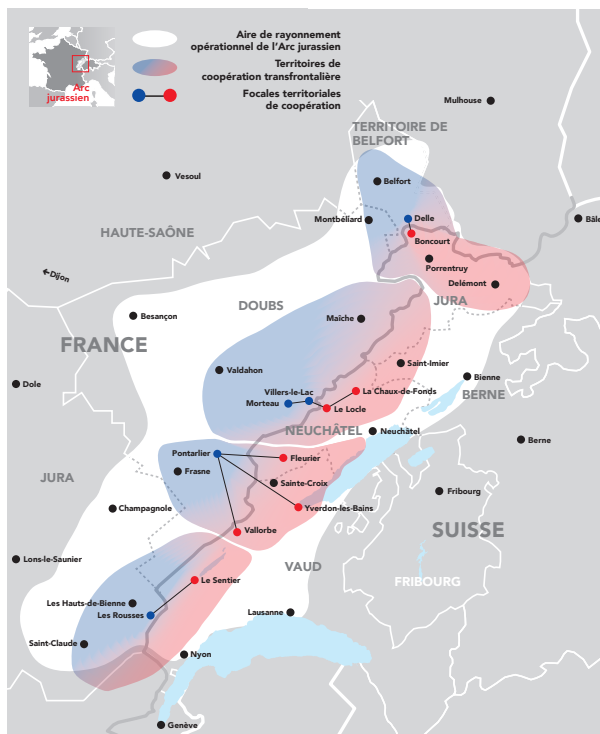 Aire de rayonnement
opérationnel de l'Arc jurassien
Territoires de
coopération transfrontalière
Focales territoriales
de coopération
Arc
jurassien
Mulhouse
TERRITOIRE DE
BELFORT
Vesoul
Belfort
Montbéliard
Delle
Bâle
HAUTE-SAÔNE
Boncourt
Porrentruy
←Dijon
Delémont
DOUBS
JURA
Besançon
Maîche
FRANCE
Saint-Imier
Valdahon
Bienne
Dole
Villers-le-Lac
La Chaux-de-Fonds
BERNE
Morteau
Le Locle
NEUCHÂTEL
Neuchâtel
Berne
Pontarlier
Fleurier
Frasne
JURA
Sainte-Croix
Fribourg
Champagnole
Yverdon-les-Bains
Vallorbe
SUISSE
Lons-le-Saunier
VAUD
Le Sentier
FRIBOURG
Les Hauts-de-Bienne
Les Rousses
Lausanne
Saint-Claude
Nyon
Genève